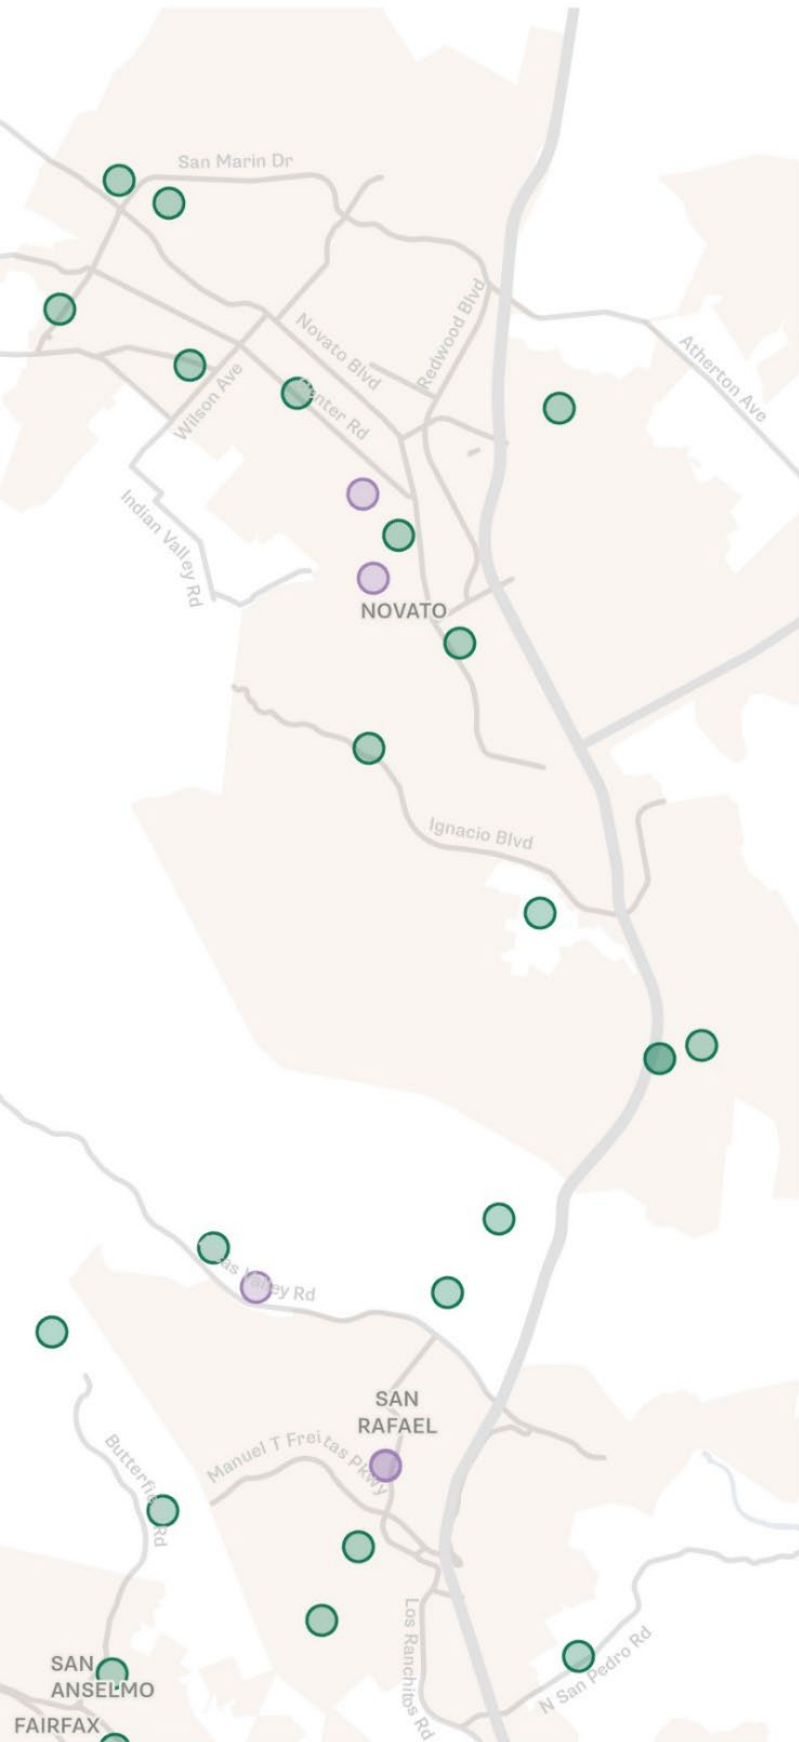 San Marin Dr
Redwood Blvd
Novato Blvd
Atherton Ave
Wilson Ave
Center Rd
Indian Valley Rd
NOVATO
Ignacio Blvd
Valley Rd
SAN
RAFAEL
Manuel T Freitas Pkwy
Butterfield Rd
Los Ranchitos Rd
N San Pedro Rd
SAN
ANSELMO
FAIRFAX